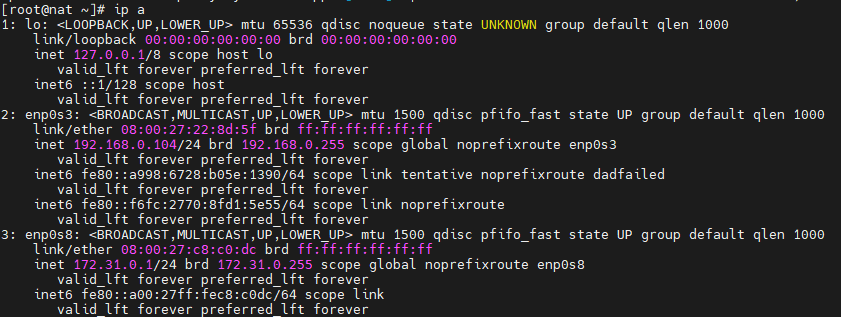 [root@nat ~]# ip a
1: lo: <LOOPBACK,UP,LOWER_UP> mtu 65536 qdisc noqueue state UNKNOWN group default qlen 1000
    link/loopback 00:00:00:00:00:00 brd 00:00:00:00:00:00
    inet 127.0.0.1/8 scope host lo
       valid_lft forever preferred_lft forever
    inet6 ::1/128 scope host
       valid_lft forever preferred_lft forever
2: enp0s3: <BROADCAST,MULTICAST,UP,LOWER_UP> mtu 1500 qdisc pfifo_fast state UP group default qlen 1000
    link/ether 08:00:27:22:8d:5f brd ff:ff:ff:ff:ff:ff
    inet 192.168.0.104/24 brd 192.168.0.255 scope global noprefixroute enp0s3
       valid_lft forever preferred_lft forever
    inet6 fe80::a998:6728:b05e:1390/64 scope link tentative noprefixroute dadfailed
       valid_lft forever preferred_lft forever
    inet6 fe80::f6fc:2770:8fd1:5e55/64 scope link noprefixroute
       valid_lft forever preferred_lft forever
3: enp0s8: <BROADCAST,MULTICAST,UP,LOWER_UP> mtu 1500 qdisc pfifo_fast state UP group default qlen 1000
    link/ether 08:00:27:c8:c0:dc brd ff:ff:ff:ff:ff:ff
    inet 172.31.0.1/24 brd 172.31.0.255 scope global noprefixroute enp0s8
       valid_lft forever preferred_lft forever
    inet6 fe80::a00:27ff:fec8:c0dc/64 scope link
       valid_lft forever preferred_lft forever